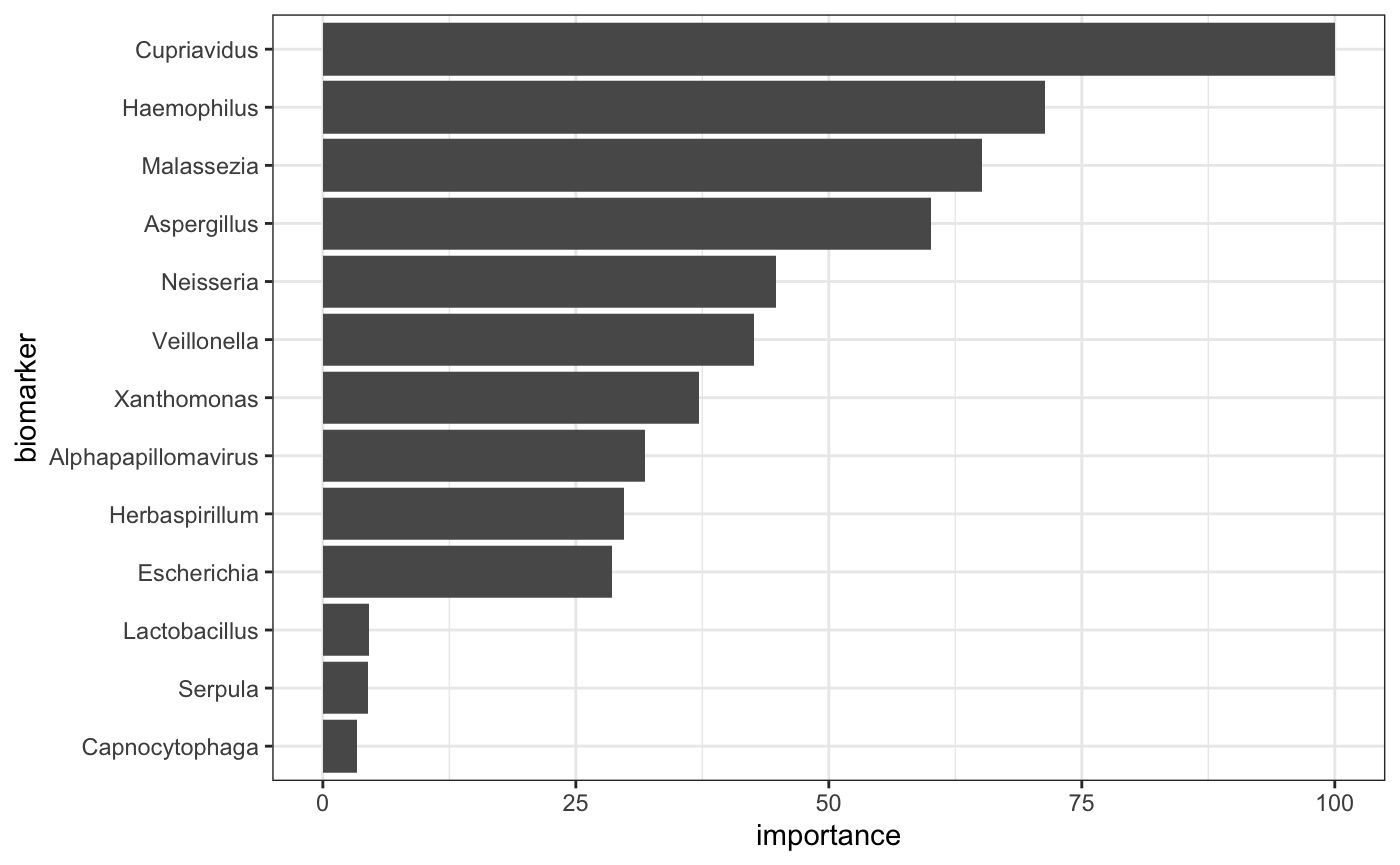 biomarker
Cupriavidus
Haemophilus
Malassezia
Aspergillus
Neisseria
Veillonella
Xanthomonas
Alphapapillomavirus
Herbaspirillum
Escherichia
Lactobacillus
Serpula
Capnocytophaga
0 25 50 75 100
importance